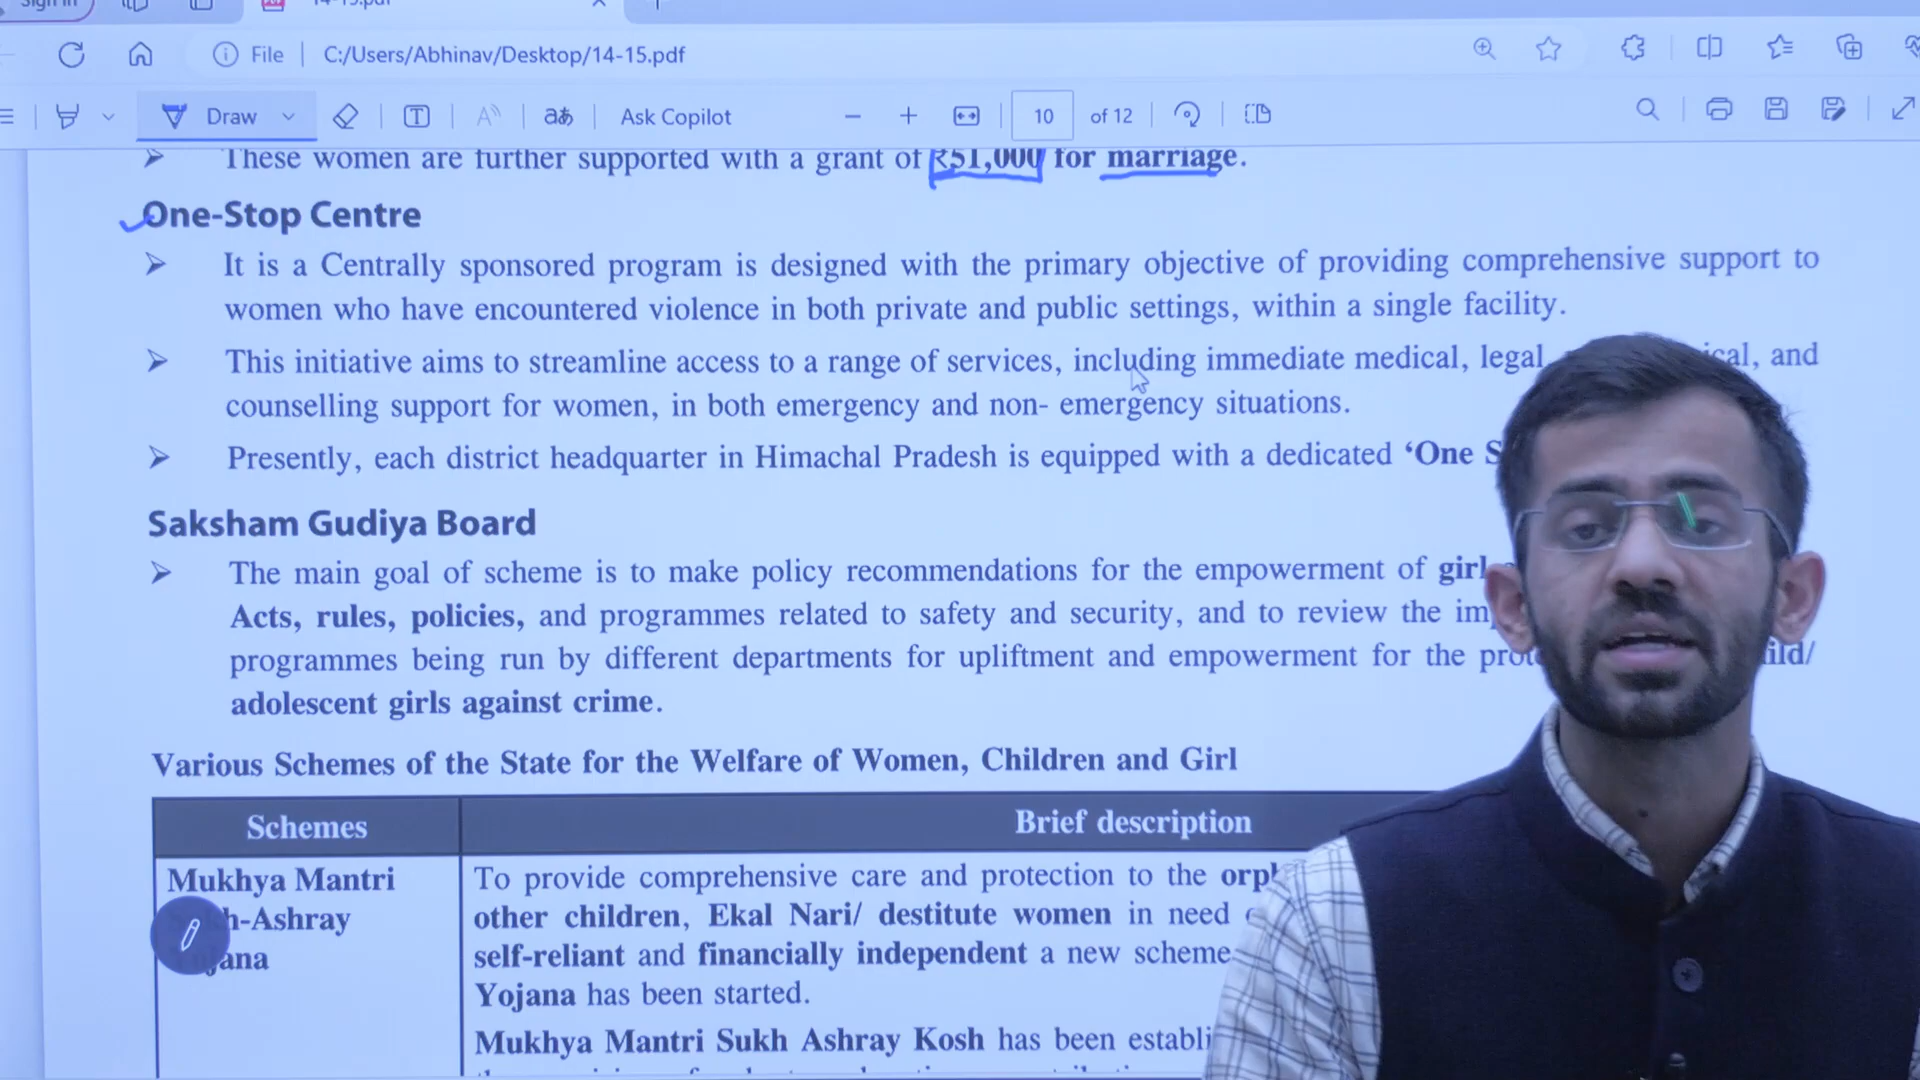 Sign in
14-15.pdf
File C:/Users/Abhinav/Desktop/14-15.pdf
Draw Ask Copilot 10 of 12
These women are further supported with a grant of ₹51,000 for marriage.
One-Stop Centre
It is a Centrally sponsored program is designed with the primary objective of providing comprehensive support to
women who have encountered violence in both private and public settings, within a single facility.
This initiative aims to streamline access to a range of services, including immediate medical, legal, and
counselling support for women, in both emergency and non- emergency situations.
Presently, each district headquarter in Himachal Pradesh is equipped with a dedicated ‘One
Saksham Gudiya Board
The main goal of scheme is to make policy recommendations for the empowerment of girl
Acts, rules, policies, and programmes related to safety and security, and to review the
programmes being run by different departments for upliftment and empowerment for the
adolescent girls against crime.
Various Schemes of the State for the Welfare of Women, Children and Girl
Schemes Brief description
Mukhya Mantri
To provide comprehensive care and protection to the
other children, Ekal Nari/ destitute women in need
self-reliant and financially independent a new scheme
Yojana has been started.
Mukhya Mantri Sukh Ashray Kosh has been